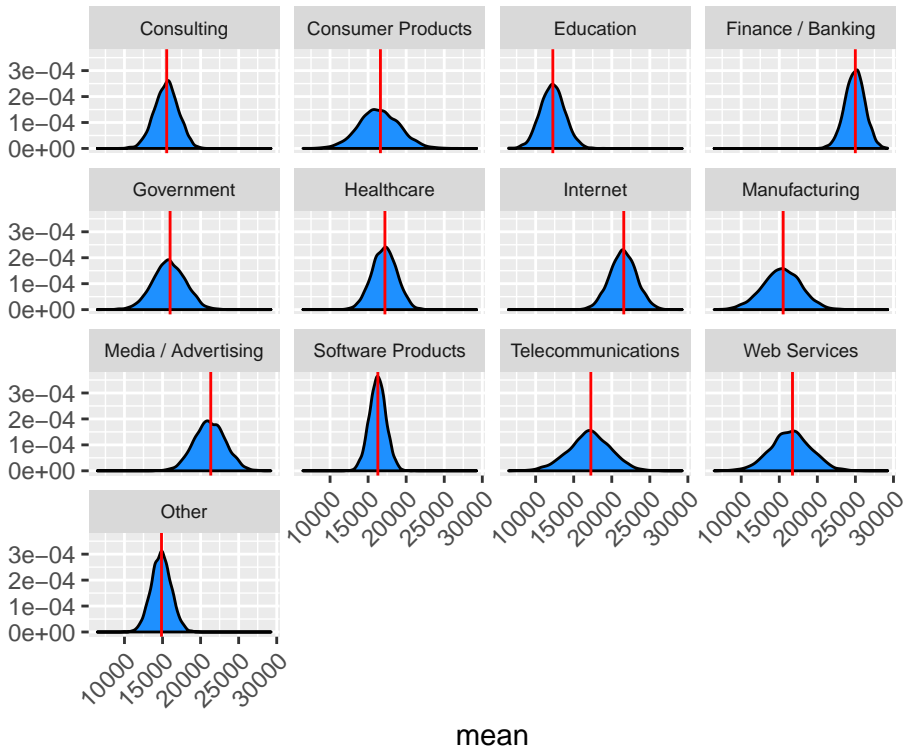 Consulting Consumer Products Education Finance / Banking
3e−04
2e−04
1e−04
0e+00
Government Healthcare Internet Manufacturing
3e−04
2e−04
1e−04
0e+00
Media / Advertising Software Products Telecommunications Web Services
3e−04
2e−04
1e−04
0e+00
10000 15000 20000 25000 30000 10000 15000 20000 25000 30000 10000 15000 20000 25000 30000
Other
3e−04
2e−04
1e−04
0e+00
10000 15000 20000 25000 30000
mean